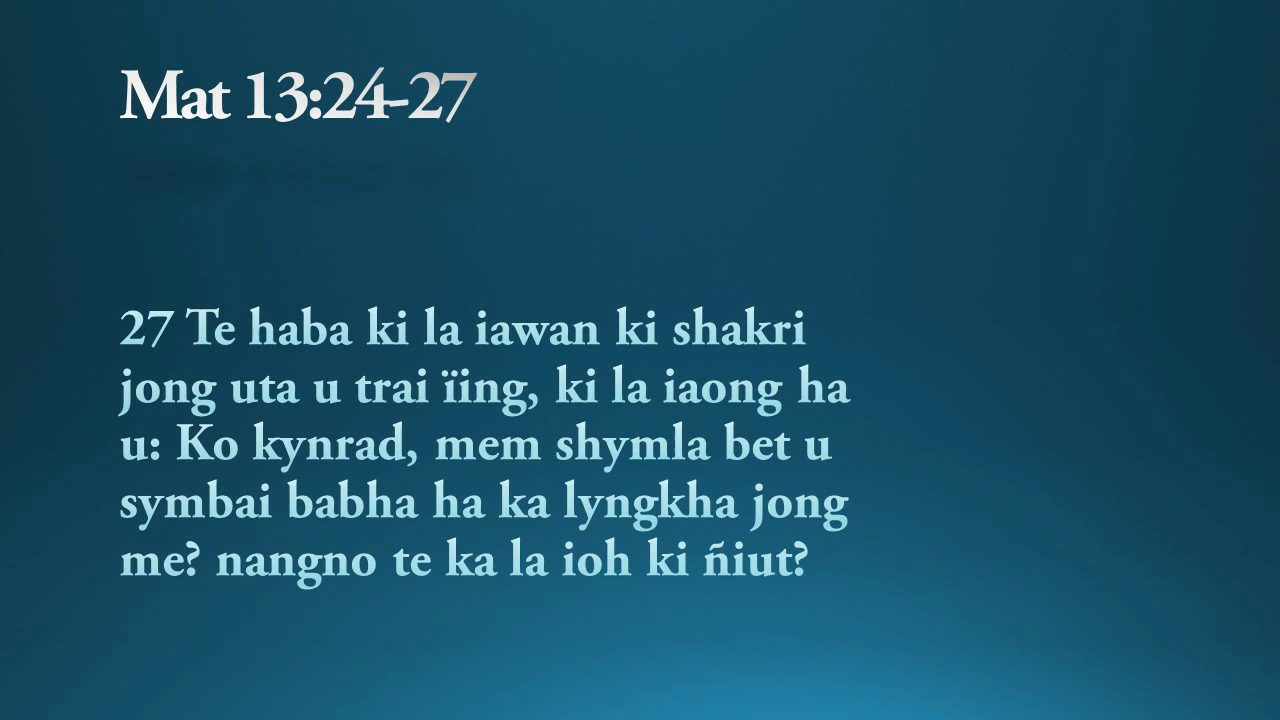 Mat 13:24-27
27 Te haba ki la iawan ki shakri
jong uta u trai ïing, ki la iaong ha
u: Ko kynrad, mem shymla bet u
symbai babha ha ka lyngkha jong
me? nangno te ka la ioh ki ñiut?